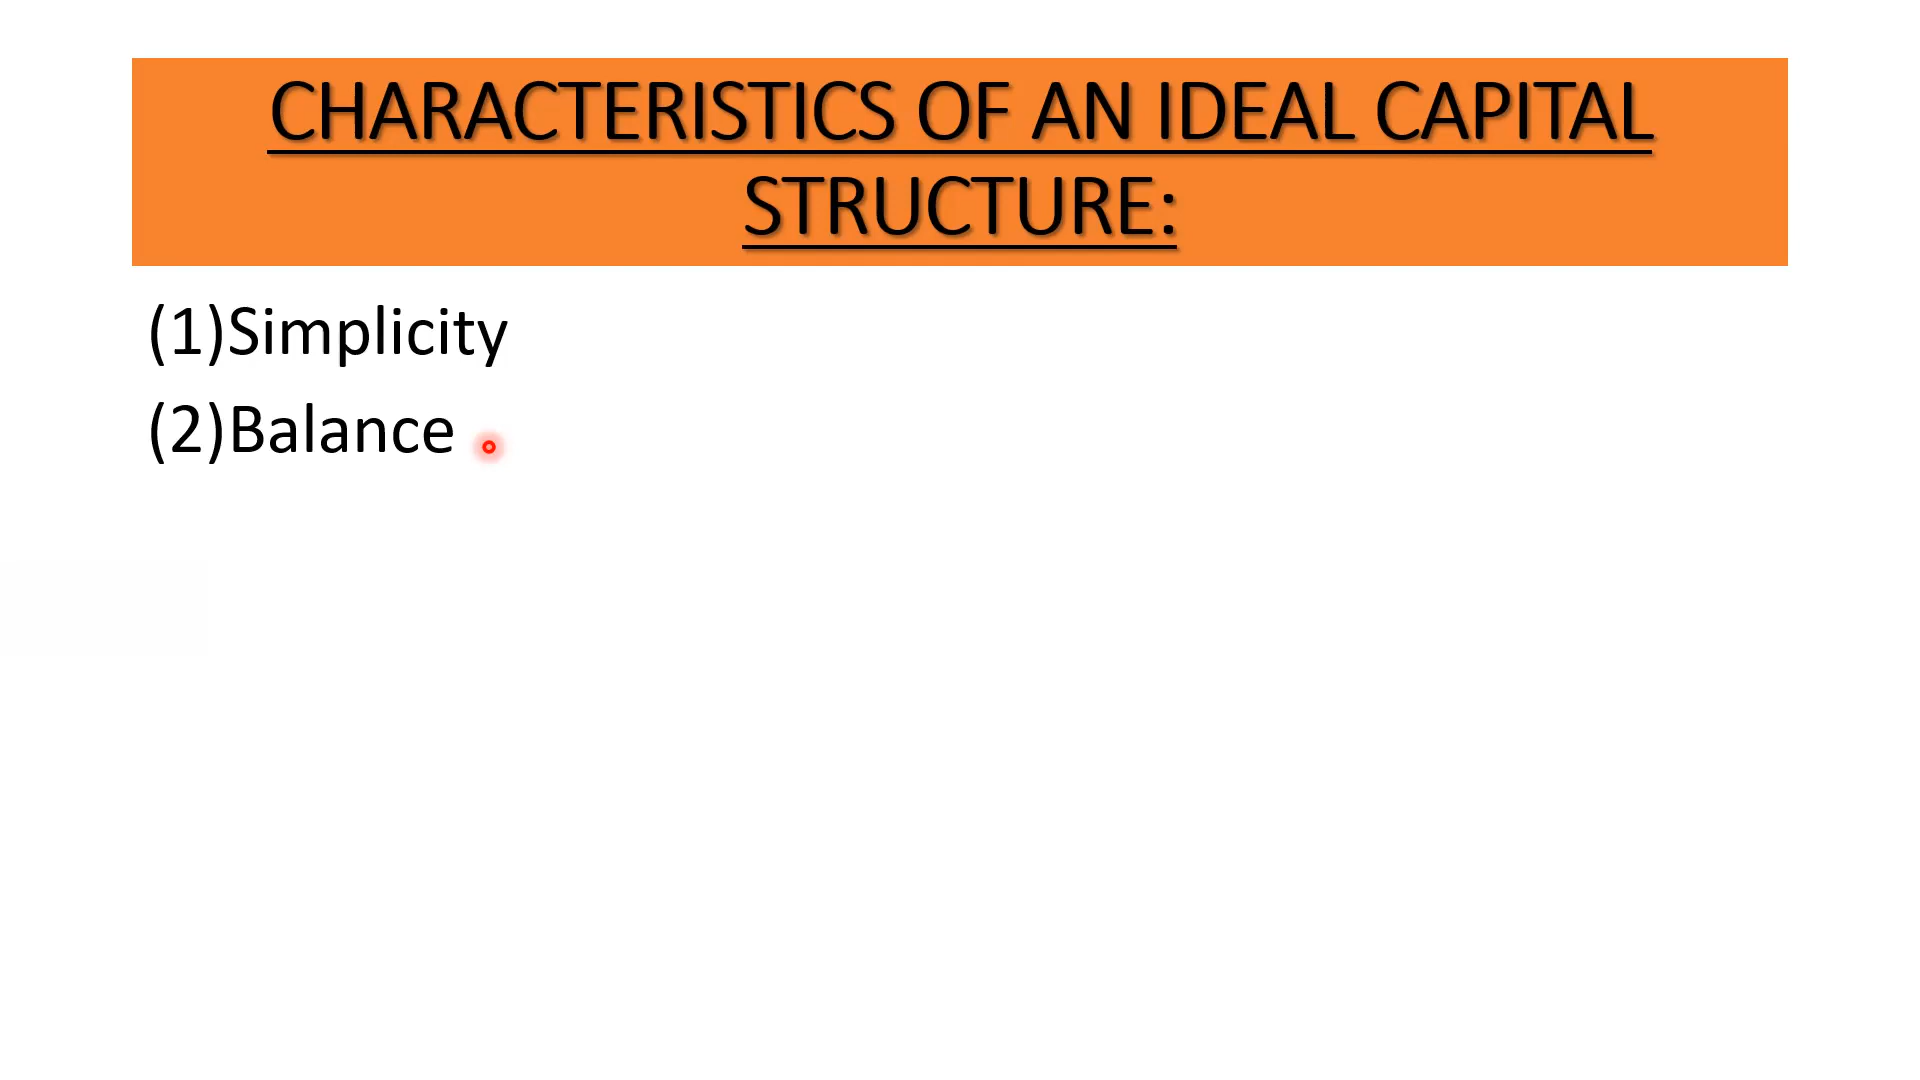 CHARACTERISTICS OF AN IDEAL CAPITAL
STRUCTURE:
(1)Simplicity
(2)Balance